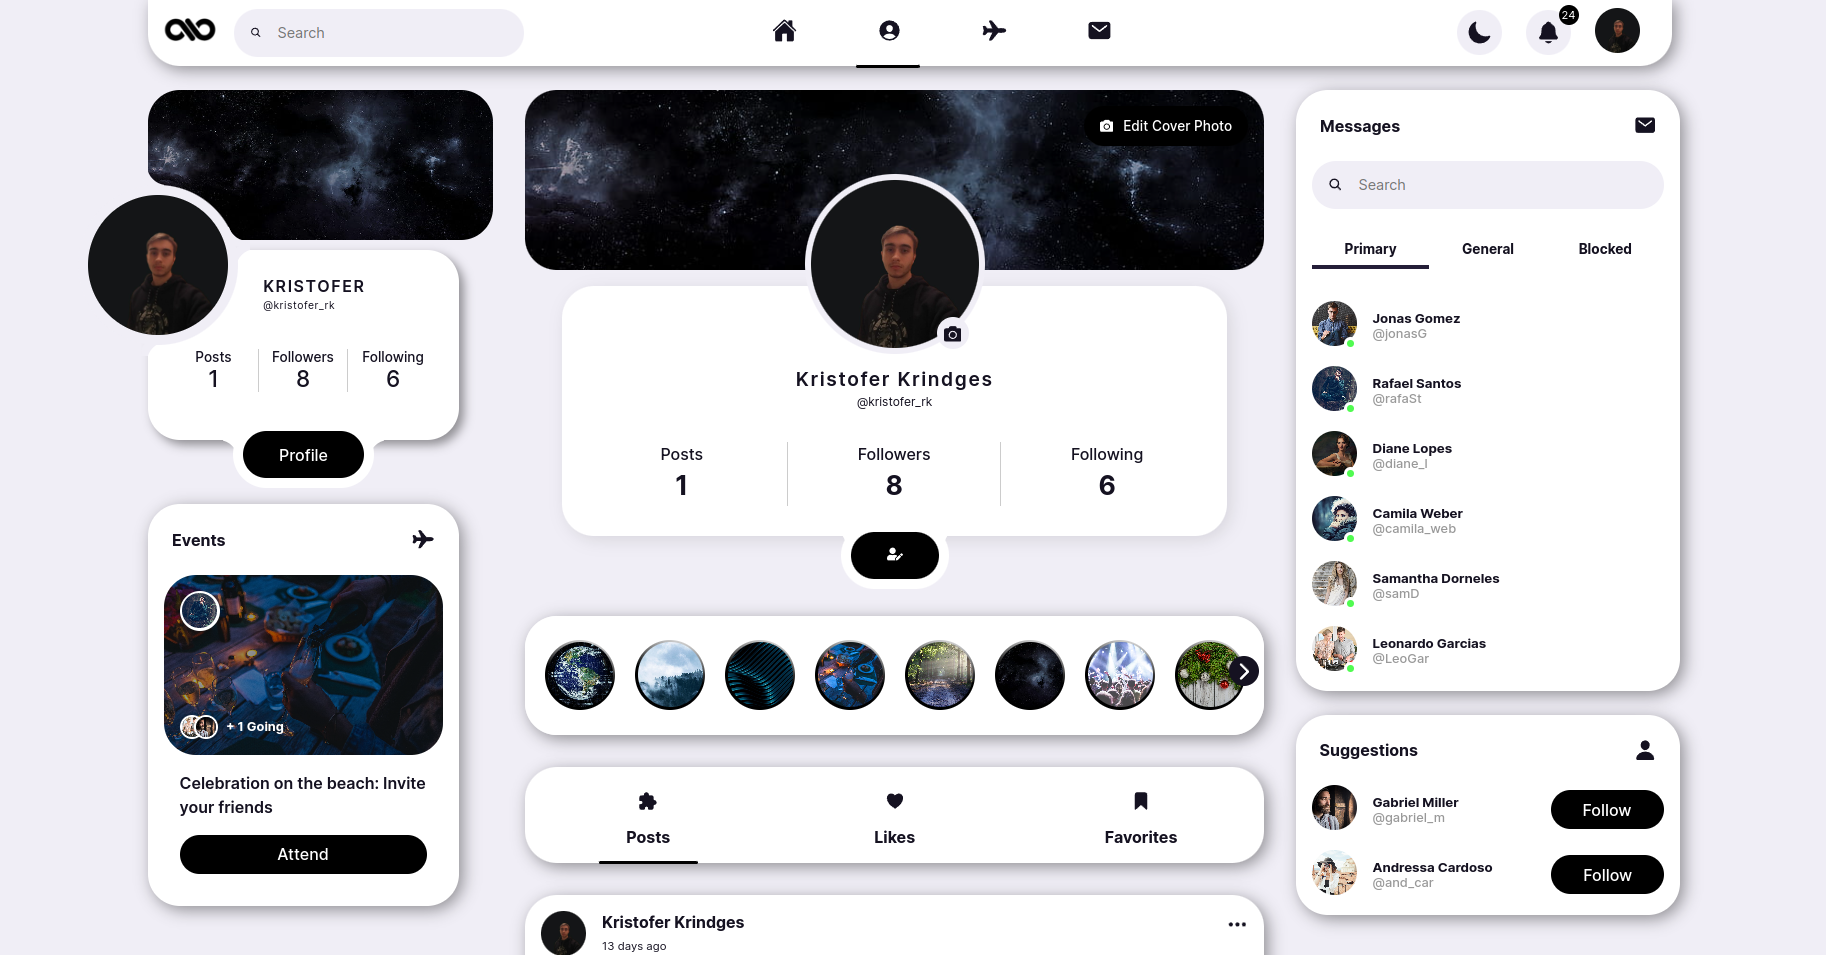 Search
24
KRISTOFER
@kristofer_rk
Posts
1
Followers
8
Following
6
Profile
Events
+ 1 Going
Celebration on the beach: Invite
your friends
Attend
Edit Cover Photo
Kristofer Krindges
@kristofer_rk
Posts
1
Followers
8
Following
6
Posts
Likes
Favorites
Kristofer Krindges
13 days ago
Messages
Search
Primary General Blocked
Jonas Gomez
@jonasG
Rafael Santos
@rafaSt
Diane Lopes
@diane_l
Camila Weber
@camila_web
Samantha Dorneles
@samD
Leonardo Garcias
@LeoGar
Suggestions
Gabriel Miller
@gabriel_m
Follow
Andressa Cardoso
@and_car
Follow